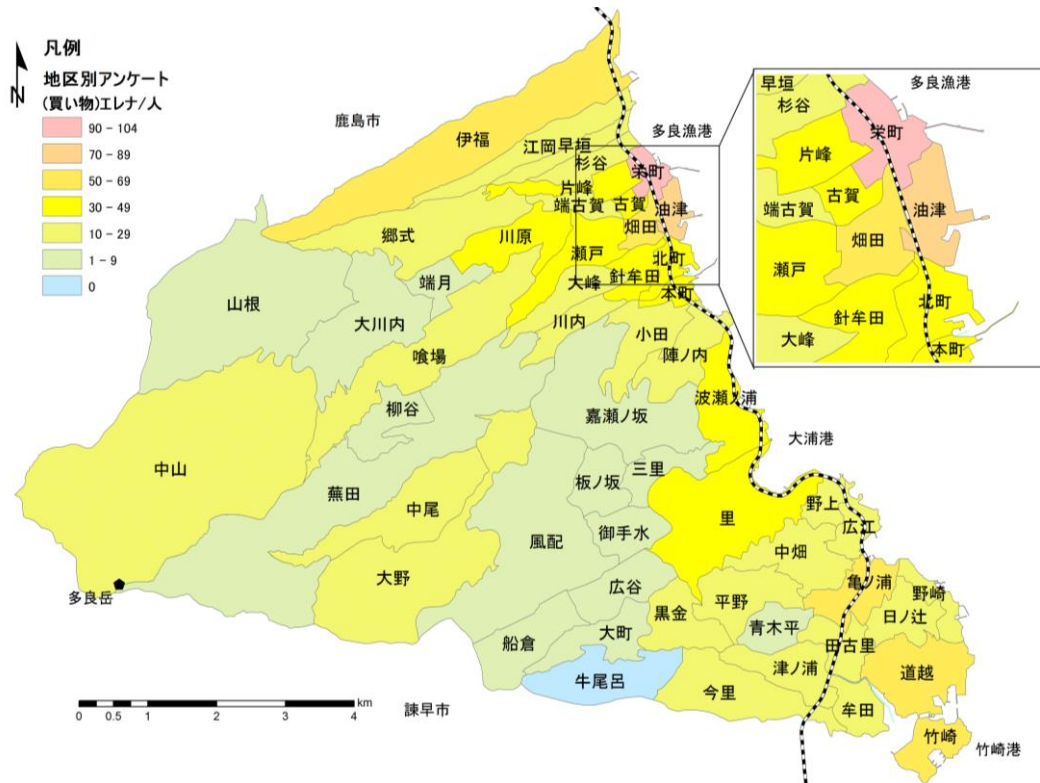 凡例
地区別アンケート
(買い物)エレナ/人
90 - 104
70 - 89
50 - 69
30 - 49
10 - 29
1 - 9
0
N
鹿島市
多良漁港
伊福
江岡
早垣
杉谷
栄町
片峰
端古賀
古賀
油津
畑田
郷式
川原
瀬戸
北町
針牟田
大峰
本町
端月
山根
大川内
川内
小田
陣ノ内
喰場
波瀬ノ浦
柳谷
嘉瀬ノ坂
大浦港
中山
三里
板ノ坂
蕪田
中尾
里
野上
広江
御手水
風配
中畑
大野
亀ノ浦
野崎
多良岳
広谷
平野
日ノ辻
黒金
青木平
大町
田古里
船倉
津ノ浦
道越
牛尾呂
今里
牟田
竹崎
竹崎港
諫早市
0 0.5 1 2 3 4
km
早垣
多良漁港
杉谷
栄町
片峰
端古賀
古賀
油津
畑田
瀬戸
北町
針牟田
大峰
本町